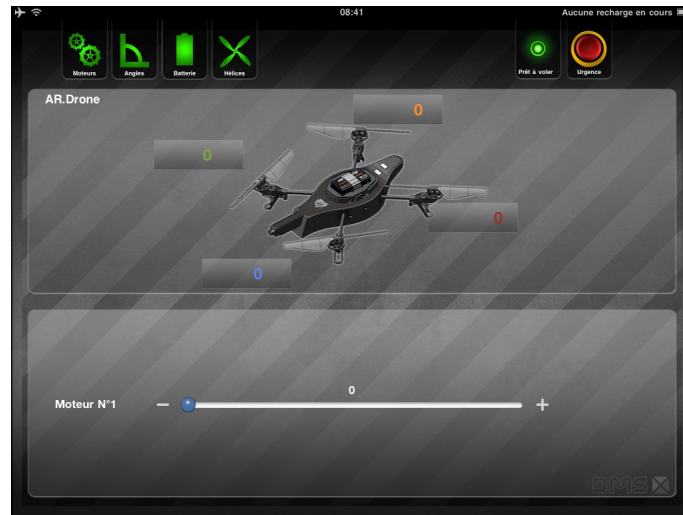 08:41
Aucune recharge en cours
Moteurs
Angles
Batterie
Hélices
Prêt à voler
Urgence
AR.Drone
0
0
0
0
0
Moteur N°1
DMS